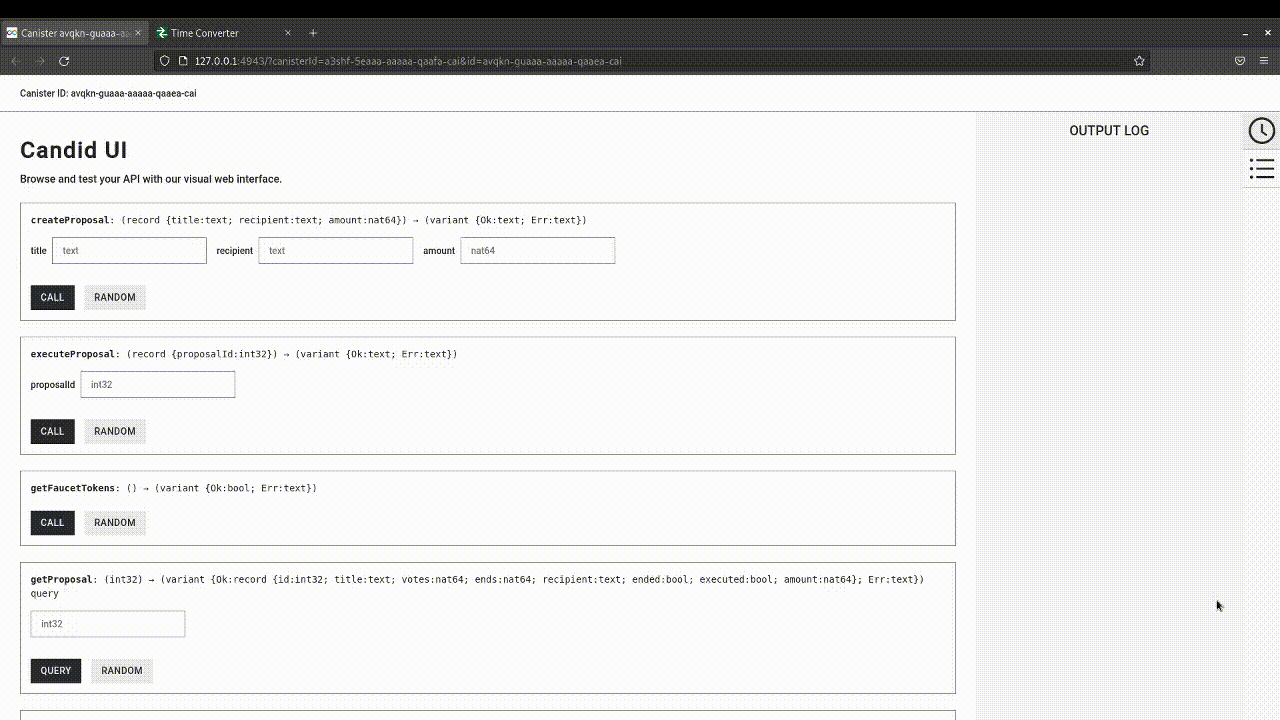 Canister avqkn-guaaa-aa
Time Converter
127.0.0.1:4943/?canisterId=a3shf-5eaaa-aaaaa-qaafa-cai&id=avqkn-guaaa-aaaaa-qaaea-cai
Canister ID: avqkn-guaaa-aaaaa-qaaea-cai
OUTPUT LOG
Candid UI
Browse and test your API with our visual web interface.
createProposal: (record {title:text; recipient:text; amount:nat64}) → (variant {Ok:text; Err:text})
title text recipient text amount nat64
CALL RANDOM
executeProposal: (record {proposalId:int32}) → (variant {Ok:text; Err:text})
proposalId int32
CALL RANDOM
getFaucetTokens: () → (variant {Ok:bool; Err:text})
CALL RANDOM
getProposal: (int32) → (variant {Ok:record {id:int32; title:text; votes:nat64; ends:nat64; recipient:text; ended:bool; executed:bool; amount:nat64}; Err:text})
query
int32
QUERY RANDOM